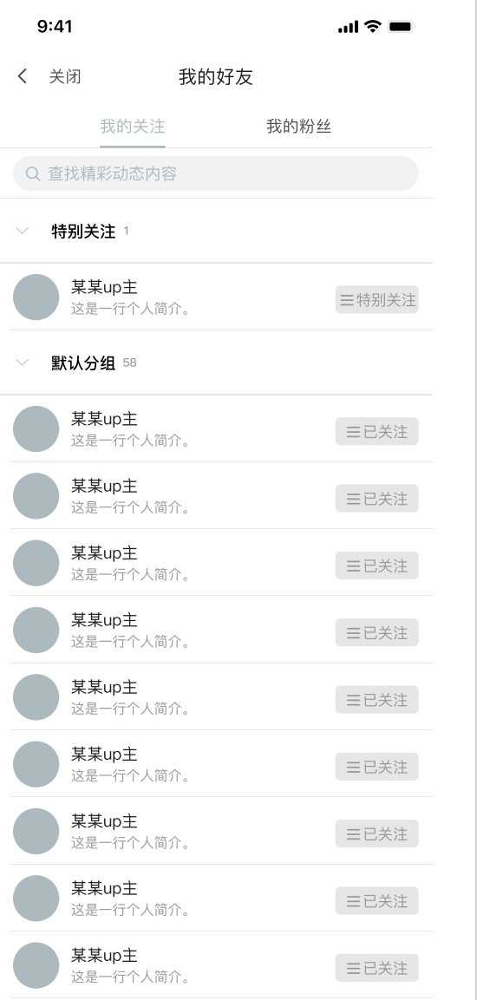 9:41
关闭 我的好友
我的关注 我的粉丝
查找精彩动态内容
特别关注 1
某某up主
这是一行个人简介。
特别关注
默认分组 58
某某up主
这是一行个人简介。
已关注
某某up主
这是一行个人简介。
已关注
某某up主
这是一行个人简介。
已关注
某某up主
这是一行个人简介。
已关注
某某up主
这是一行个人简介。
已关注
某某up主
这是一行个人简介。
已关注
某某up主
这是一行个人简介。
已关注
某某up主
这是一行个人简介。
已关注
某某up主
这是一行个人简介。
已关注